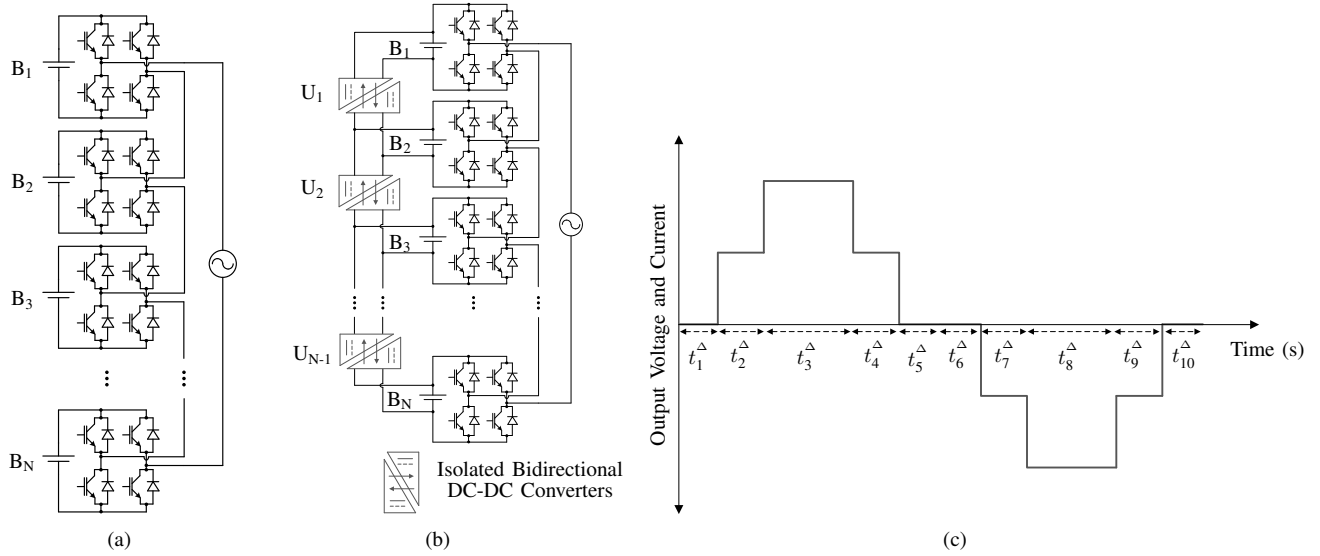 B1
B2
B3
BN
(a)
B1
U1
B2
U2
B3
UN-1
BN
Isolated Bidirectional
DC-DC Converters
(b)
Output Voltage and Current
t1Δ t2Δ t3Δ t4Δ t5Δ t6Δ t7Δ t8Δ t9Δ t10Δ
Time (s)
(c)